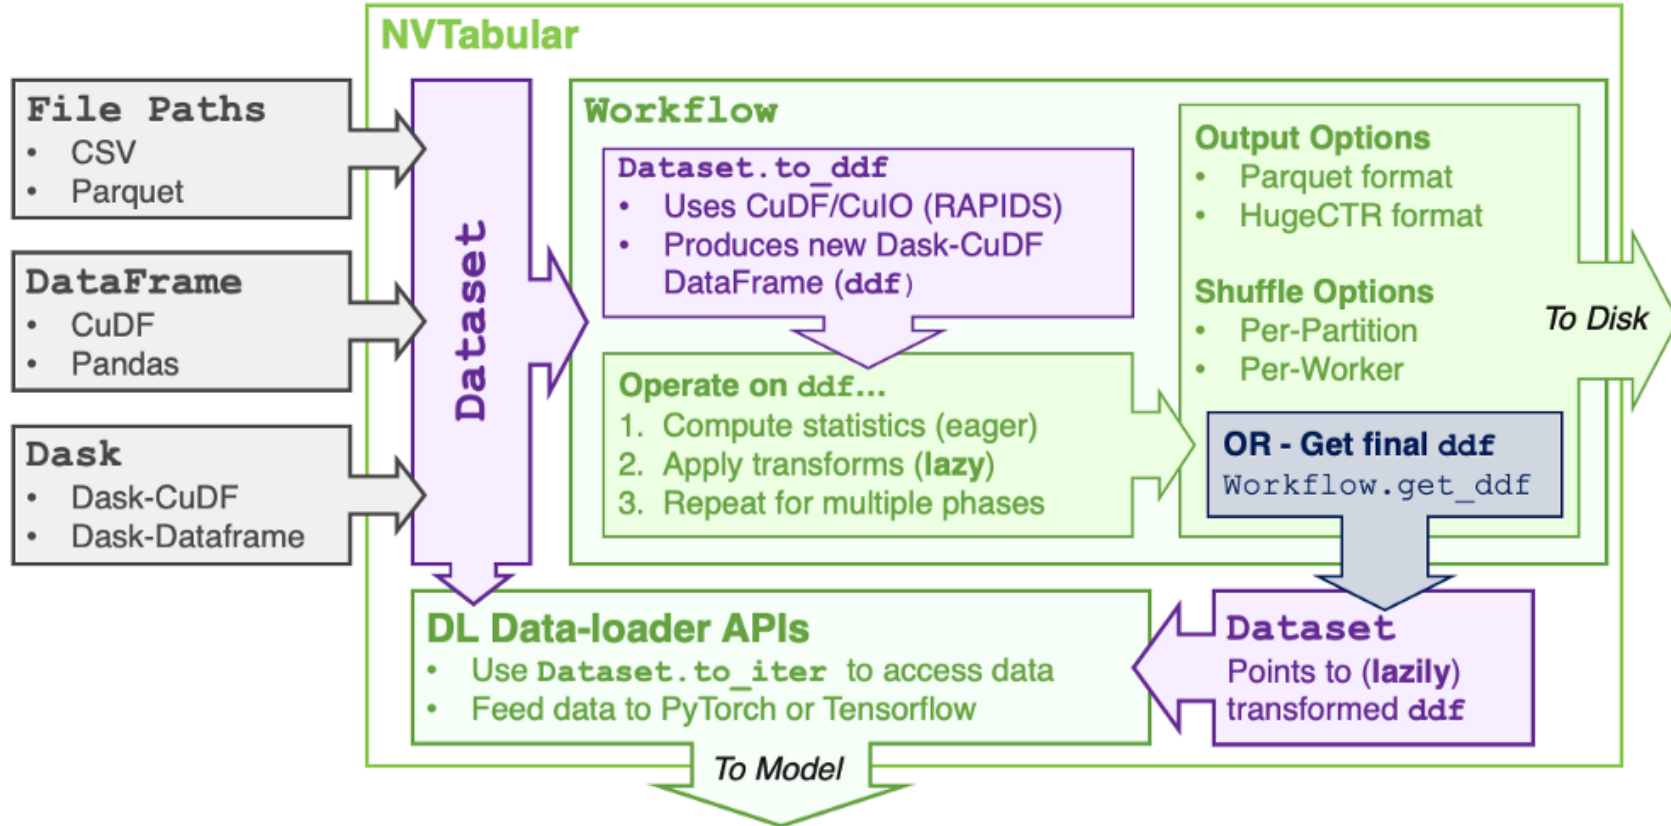 NVTabular
File Paths
• CSV
• Parquet
DataFrame
• CuDF
• Pandas
Dask
• Dask-CuDF
• Dask-Dataframe
Dataset
Workflow
Dataset.to_ddf
• Uses CuDF/CuIO (RAPIDS)
• Produces new Dask-CuDF
DataFrame (ddf)
Operate on ddf...
1. Compute statistics (eager)
2. Apply transforms (lazy)
3. Repeat for multiple phases
Output Options
• Parquet format
• HugeCTR format
Shuffle Options
• Per-Partition
• Per-Worker
To Disk
OR - Get final ddf
Workflow.get_ddf
Dataset
Points to (lazily)
transformed ddf
DL Data-loader APIs
• Use Dataset.to_iter to access data
• Feed data to PyTorch or Tensorflow
To Model